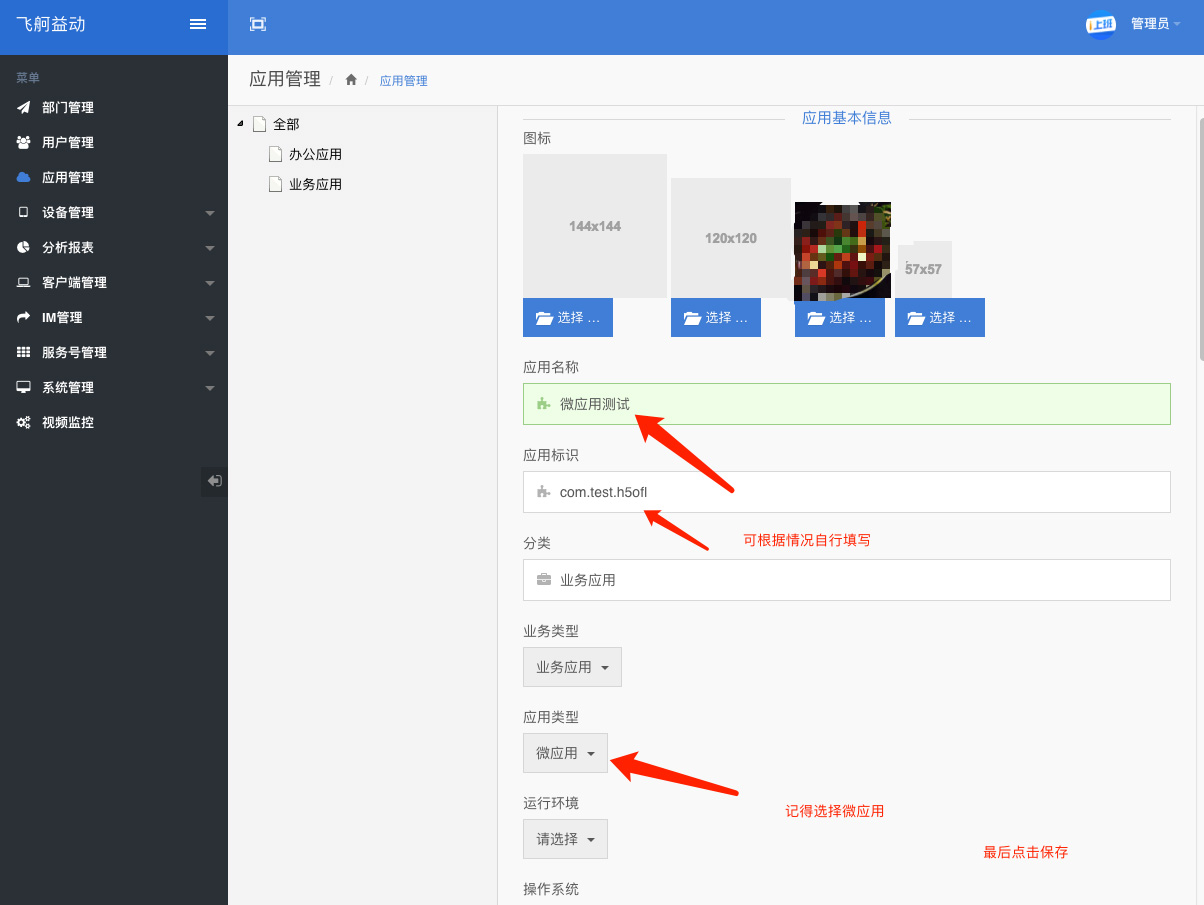 飞舸益动
上班
管理员
菜单
部门管理
用户管理
应用管理
设备管理
分析报表
客户端管理
IM管理
服务号管理
系统管理
视频监控
应用管理 / / 应用管理
全部
办公应用
业务应用
应用基本信息
图标
144x144
120x120
57x57
选择 …
选择 …
选择 …
选择 …
应用名称
微应用测试
应用标识
com.test.h5ofl
可根据情况自行填写
分类
业务应用
业务类型
业务应用
应用类型
微应用
记得选择微应用
运行环境
请选择
最后点击保存
操作系统